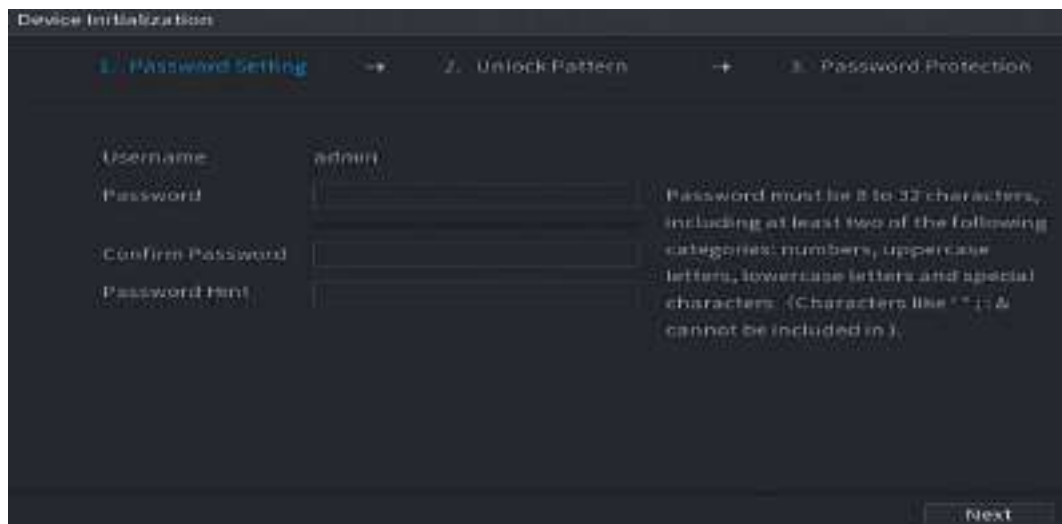 Device Initialization
1. Password Setting → 2. Unlock Pattern → 3. Password Protection
Username admin
Password
Password must be 8 to 32 characters,
including at least two of the following
categories: numbers, uppercase
letters, lowercase letters and special
characters (Characters like ' " ; : &
cannot be included in ).
Confirm Password
Password Hint
Next